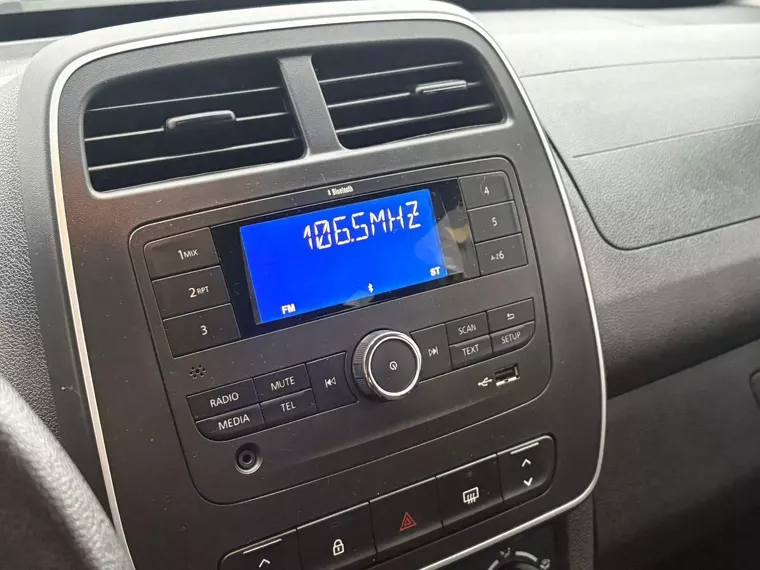 Bluetooth
106.5MHZ
FM
ST
1MIX
2RPT
3
4
5
A-Z6
RADIO
MUTE
MEDIA
TEL
SCAN
TEXT
SETUP